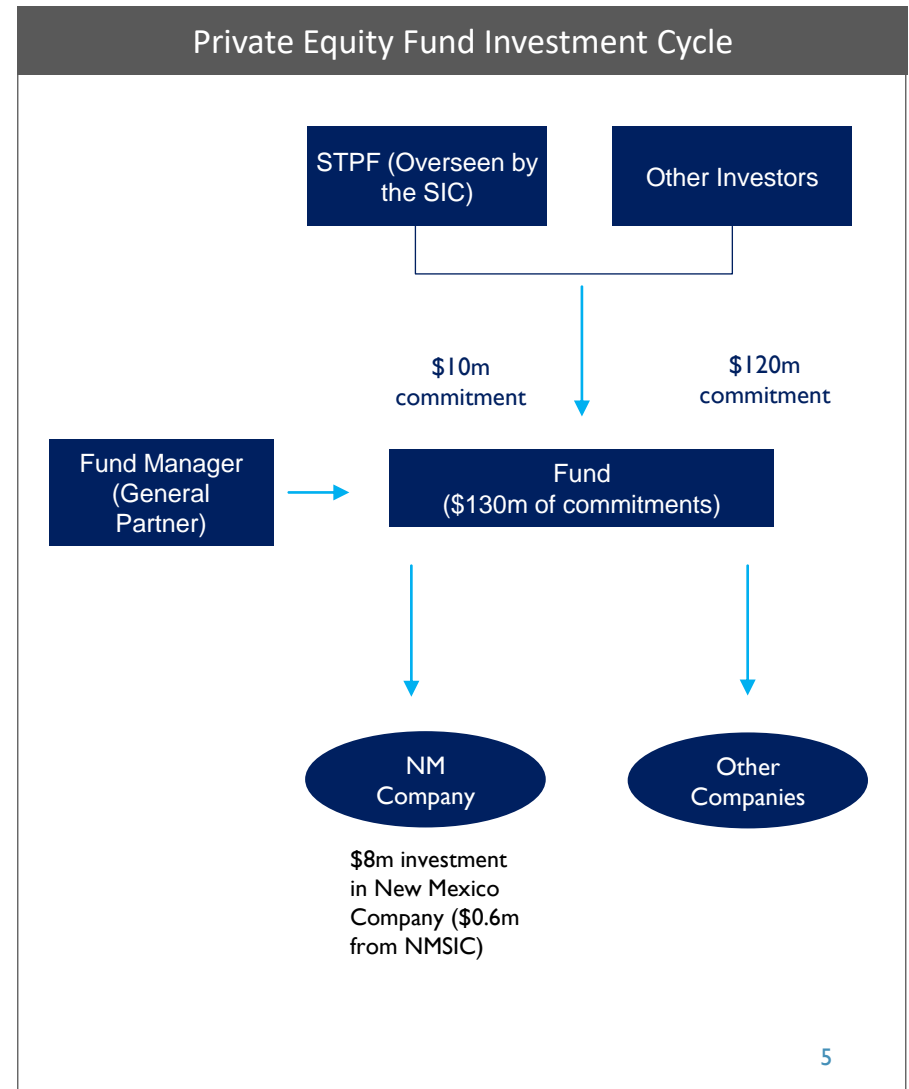 Private Equity Fund Investment Cycle
STPF (Overseen by
the SIC)
Other Investors
$10m
commitment
$120m
commitment
Fund Manager
(General
Partner)
Fund
($130m of commitments)
NM
Company
Other
Companies
$8m investment
in New Mexico
Company ($0.6m
from NMSIC)
5